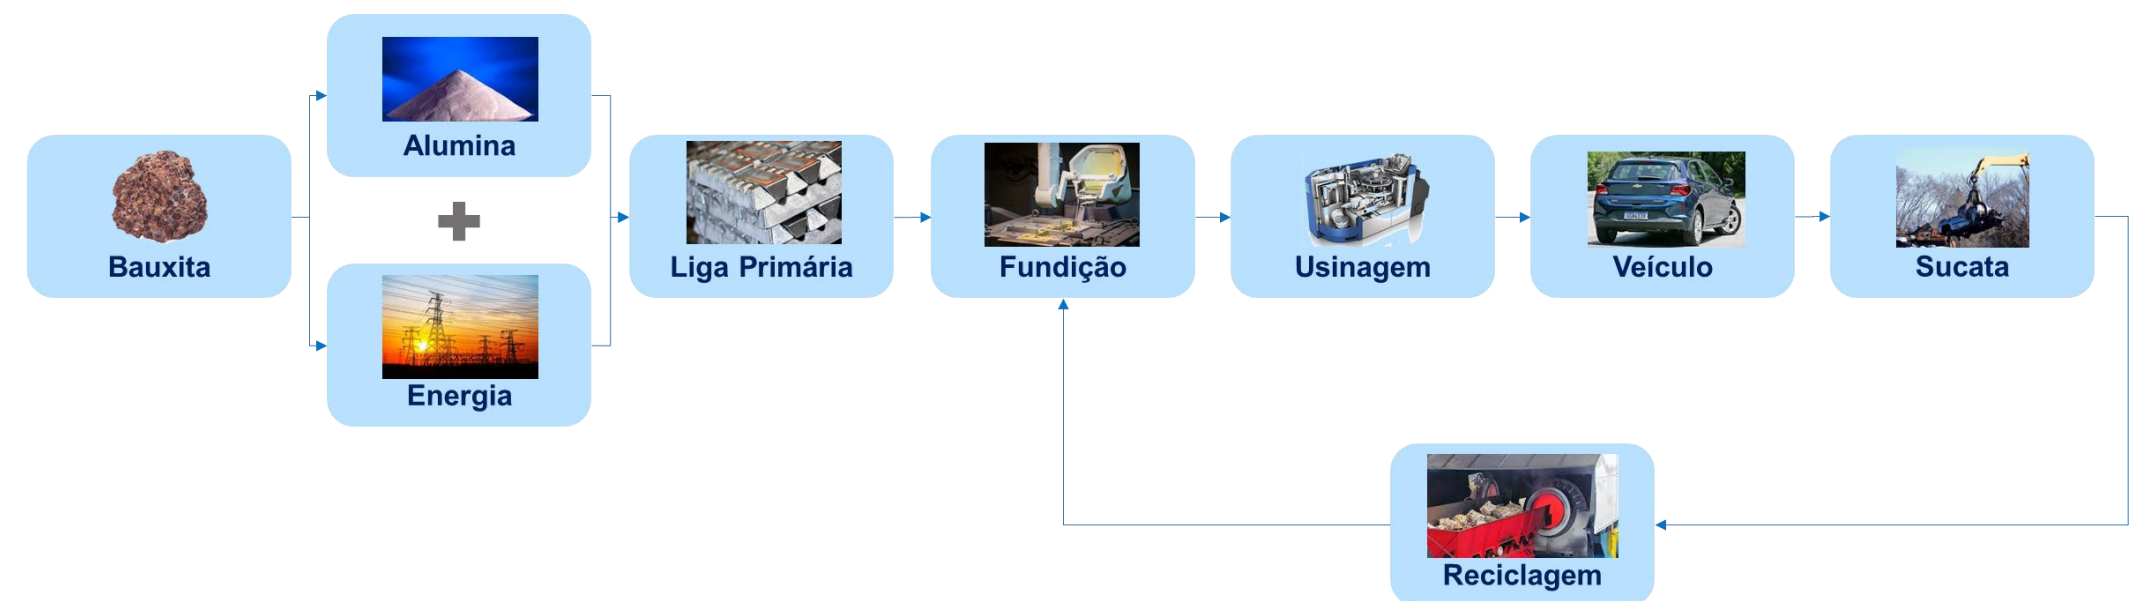 Alumina
Bauxita
Energia
Liga Primária
Fundição
Usinagem
Veículo
Sucata
Reciclagem